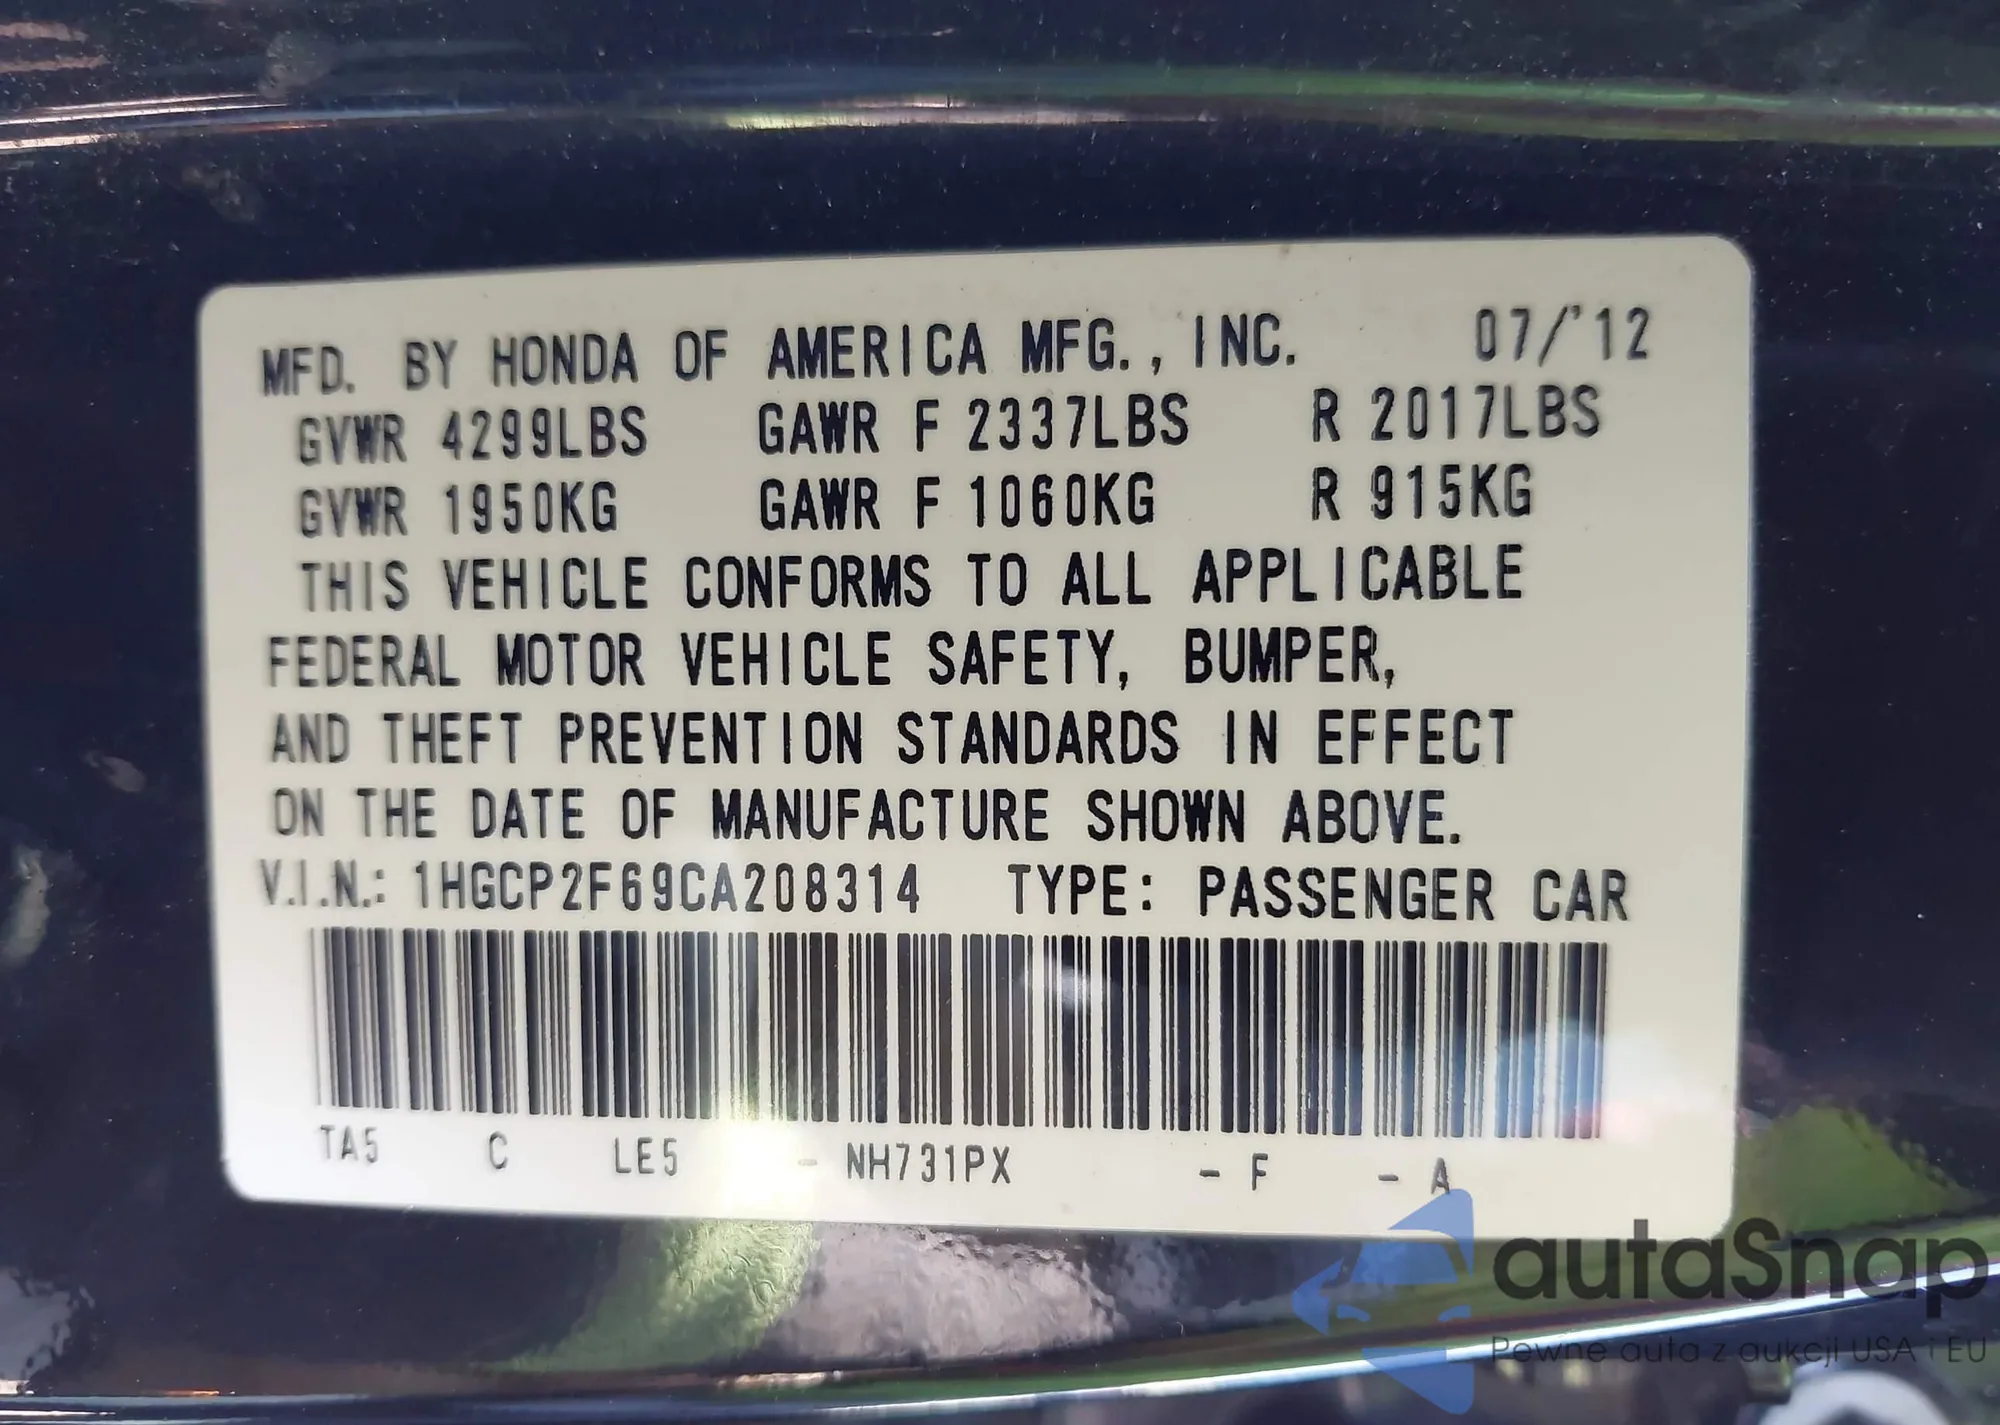 MFD. BY HONDA OF AMERICA MFG., INC. 07/'12
GVWR 4299LBS GAWR F 2337LBS R 2017LBS
GVWR 1950KG GAWR F 1060KG R 915KG
THIS VEHICLE CONFORMS TO ALL APPLICABLE
FEDERAL MOTOR VEHICLE SAFETY, BUMPER,
AND THEFT PREVENTION STANDARDS IN EFFECT
ON THE DATE OF MANUFACTURE SHOWN ABOVE.
V.I.N.: 1HGCP2F69CA208314 TYPE: PASSENGER CAR
TA5 C LE5 - NH731PX - F - A
autaSnap
Pewne auta z aukcji USA i EU